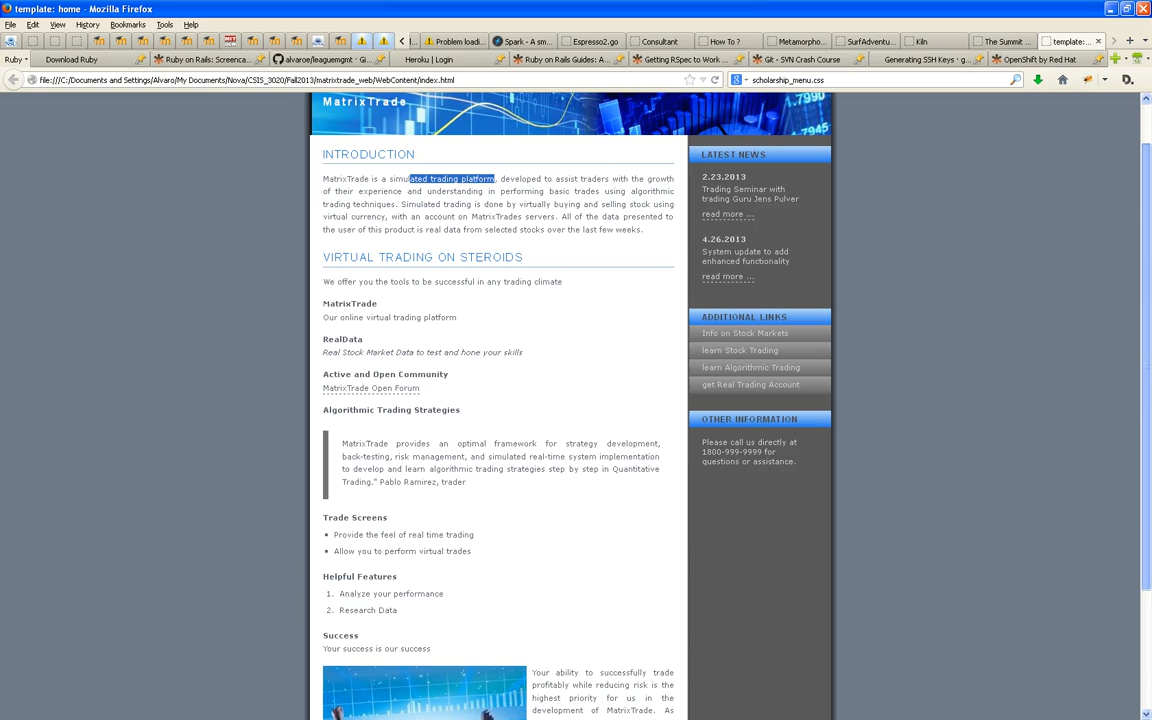 template: home - Mozilla Firefox
File Edit View History Bookmarks Tools Help
Problem loadi... Spark - A sm... Espresso2.go Consultant How To ? Metamorpho... SurfAdventu... Kiln The Summit ... template:...
Ruby Download Ruby Ruby on Rails: Screenca... alvaroce/leaguemgmt · Gi... Heroku | Login Ruby on Rails Guides: ... Getting RSpec to Work ... Git - SVN Crash Course Generating SSH Keys · g... OpenShift by Red Hat
file:///C:/Documents and Settings/Alvaro/My Documents/Nova/CSIS_3020/Fall2013/matrixtrade_web/WebContent/index.html
scholarship_menu.css
MatrixTrade
7990
7945
INTRODUCTION
MatrixTrade is a simulated trading platform, developed to assist traders with the growth
of their experience and understanding in performing basic trades using algorithmic
trading techniques. Simulated trading is done by virtually buying and selling stock using
virtual currency, with an account on MatrixTrades servers. All of the data presented to
the user of this product is real data from selected stocks over the last few weeks.
VIRTUAL TRADING ON STEROIDS
We offer you the tools to be successful in any trading climate
MatrixTrade
Our online virtual trading platform
RealData
Real Stock Market Data to test and hone your skills
Active and Open Community
MatrixTrade Open Forum
Algorithmic Trading Strategies
MatrixTrade provides an optimal framework for strategy development,
back-testing, risk management, and simulated real-time system implementation
to develop and learn algorithmic trading strategies step by step in Quantitative
Trading." Pablo Ramirez, trader
Trade Screens
Provide the feel of real time trading
Allow you to perform virtual trades
Helpful Features
1. Analyze your performance
2. Research Data
Success
Your success is our success
Your ability to successfully trade
profitably while reducing risk is the
highest priority for us in the
development of MatrixTrade. As
LATEST NEWS
2.23.2013
Trading Seminar with
trading Guru Jens Pulver
read more ...
4.26.2013
System update to add
enhanced functionality
read more ...
ADDITIONAL LINKS
Info on Stock Markets
learn Stock Trading
learn Algorithmic Trading
get Real Trading Account
OTHER INFORMATION
Please call us directly at
1800-999-9999 for
questions or assistance.